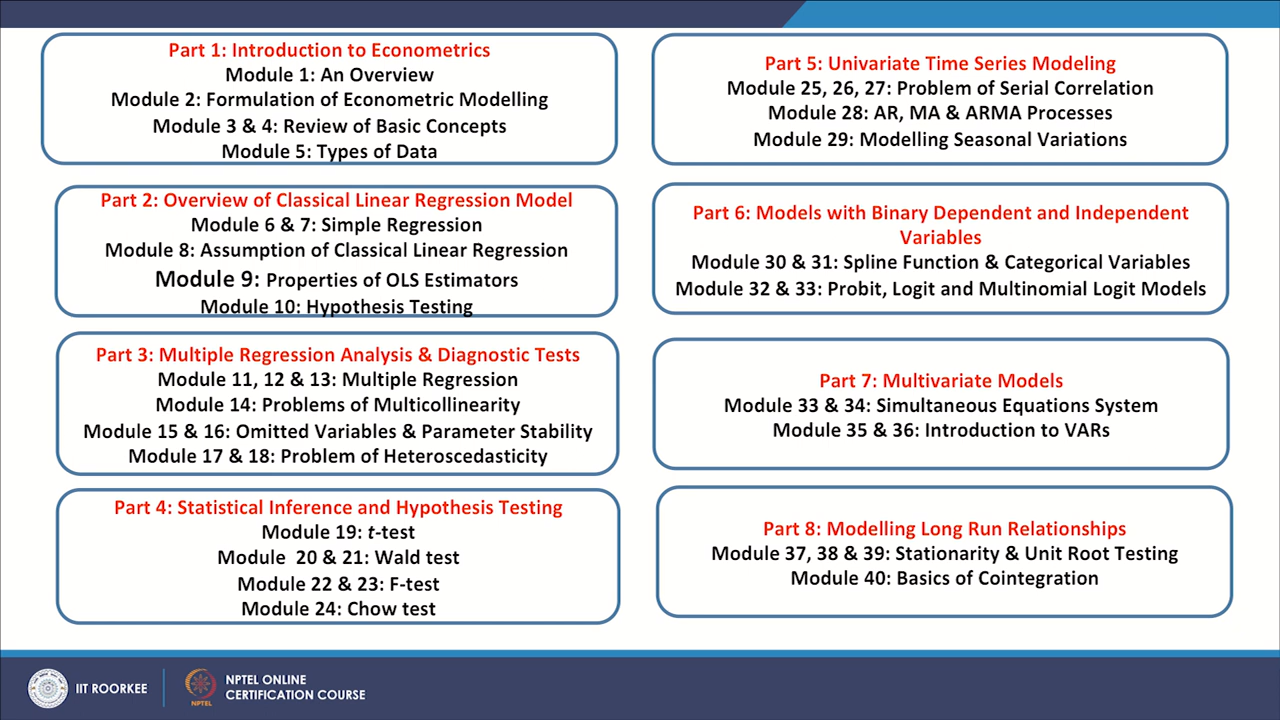 Part 1: Introduction to Econometrics
Module 1: An Overview
Module 2: Formulation of Econometric Modelling
Module 3 & 4: Review of Basic Concepts
Module 5: Types of Data
Part 2: Overview of Classical Linear Regression Model
Module 6 & 7: Simple Regression
Module 8: Assumption of Classical Linear Regression
Module 9: Properties of OLS Estimators
Module 10: Hypothesis Testing
Part 3: Multiple Regression Analysis & Diagnostic Tests
Module 11, 12 & 13: Multiple Regression
Module 14: Problems of Multicollinearity
Module 15 & 16: Omitted Variables & Parameter Stability
Module 17 & 18: Problem of Heteroscedasticity
Part 4: Statistical Inference and Hypothesis Testing
Module 19: t-test
Module 20 & 21: Wald test
Module 22 & 23: F-test
Module 24: Chow test
Part 5: Univariate Time Series Modeling
Module 25, 26, 27: Problem of Serial Correlation
Module 28: AR, MA & ARMA Processes
Module 29: Modelling Seasonal Variations
Part 6: Models with Binary Dependent and Independent
Variables
Module 30 & 31: Spline Function & Categorical Variables
Module 32 & 33: Probit, Logit and Multinomial Logit Models
Part 7: Multivariate Models
Module 33 & 34: Simultaneous Equations System
Module 35 & 36: Introduction to VARs
Part 8: Modelling Long Run Relationships
Module 37, 38 & 39: Stationarity & Unit Root Testing
Module 40: Basics of Cointegration
IIT ROORKEE
NPTEL
NPTEL ONLINE
CERTIFICATION COURSE